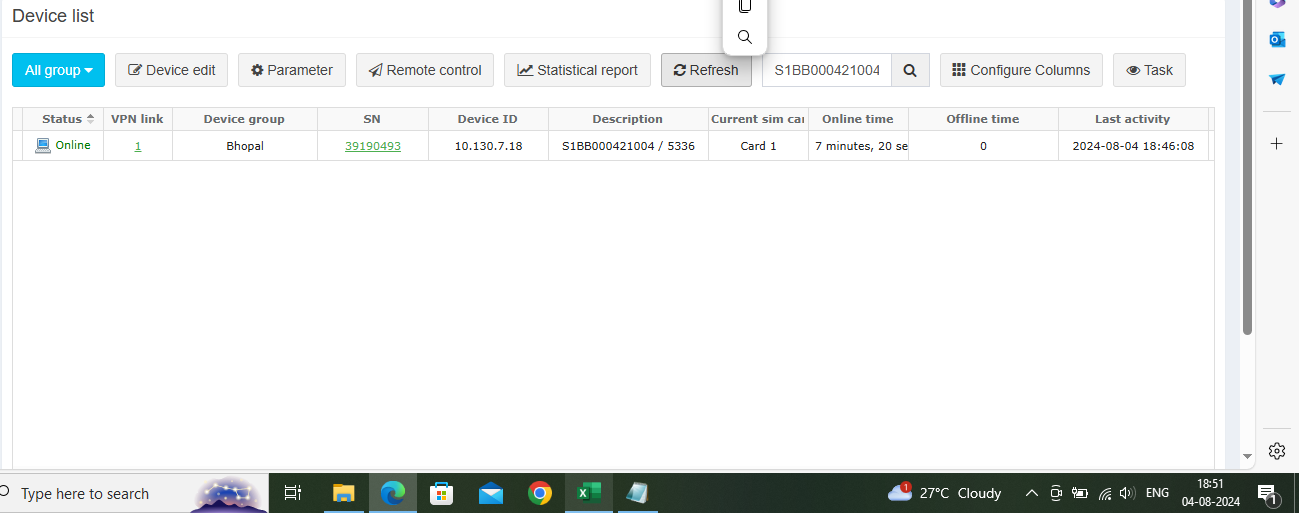 Device list
All group Device edit Parameter Remote control Statistical report Refresh S1BB000421004 Configure Columns Task
Status VPN link Device group SN Device ID Description Current sim car Online time Offline time Last activity
Online 1 Bhopal 39190493 10.130.7.18 S1BB000421004 / 5336 Card 1 7 minutes, 20 se 0 2024-08-04 18:46:08
Type here to search 1 27°C Cloudy ENG 18:51
04-08-2024 1